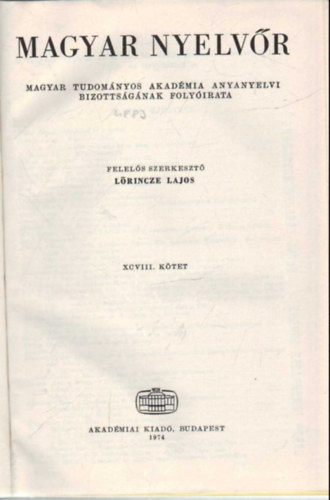 MAGYAR NYELVŐR
MAGYAR TUDOMÁNYOS AKADÉMIA ANYANYELVI
BIZOTTSÁGÁNAK FOLYÓIRATA
FELELŐS SZERKESZTŐ
LŐRINCZE LAJOS
XCVIII. KÖTET
AKADÉMIAI KIADÓ, BUDAPEST
1974